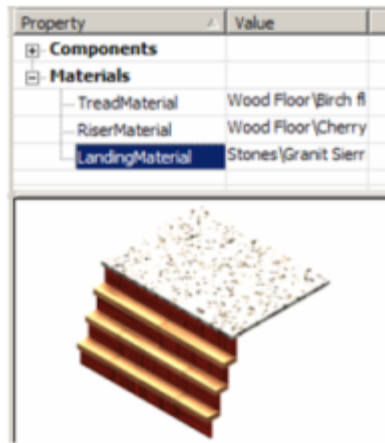 Property Value
Components
Materials
TreadMaterial Wood Floor\Birch fl
RiserMaterial Wood Floor\Cherry
LandingMaterial Stones\Granit Sierr